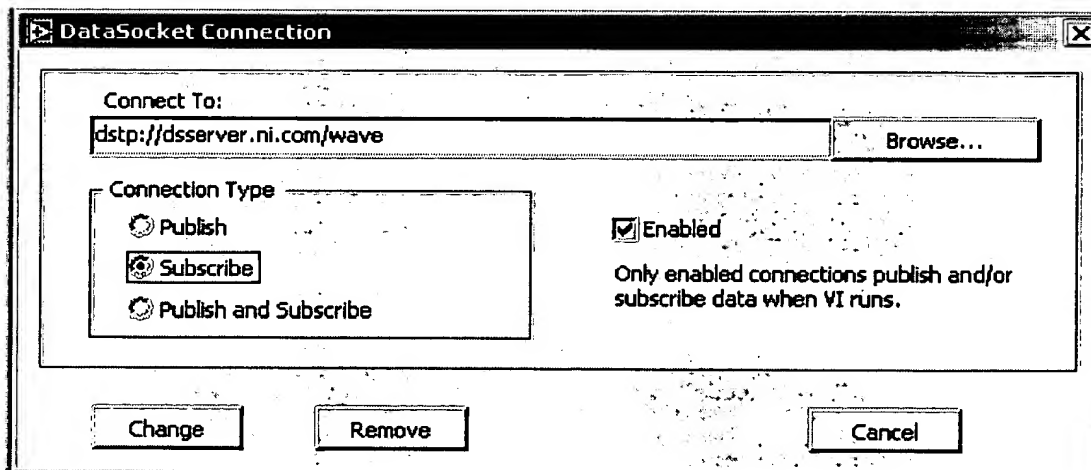 DataSocket Connection
Connect To:
dstp://dsserver.ni.com/wave
Browse...
Connection Type
Publish
Subscribe
Publish and Subscribe
Enabled
Only enabled connections publish and/or
subscribe data when VI runs.
Change
Remove
Cancel